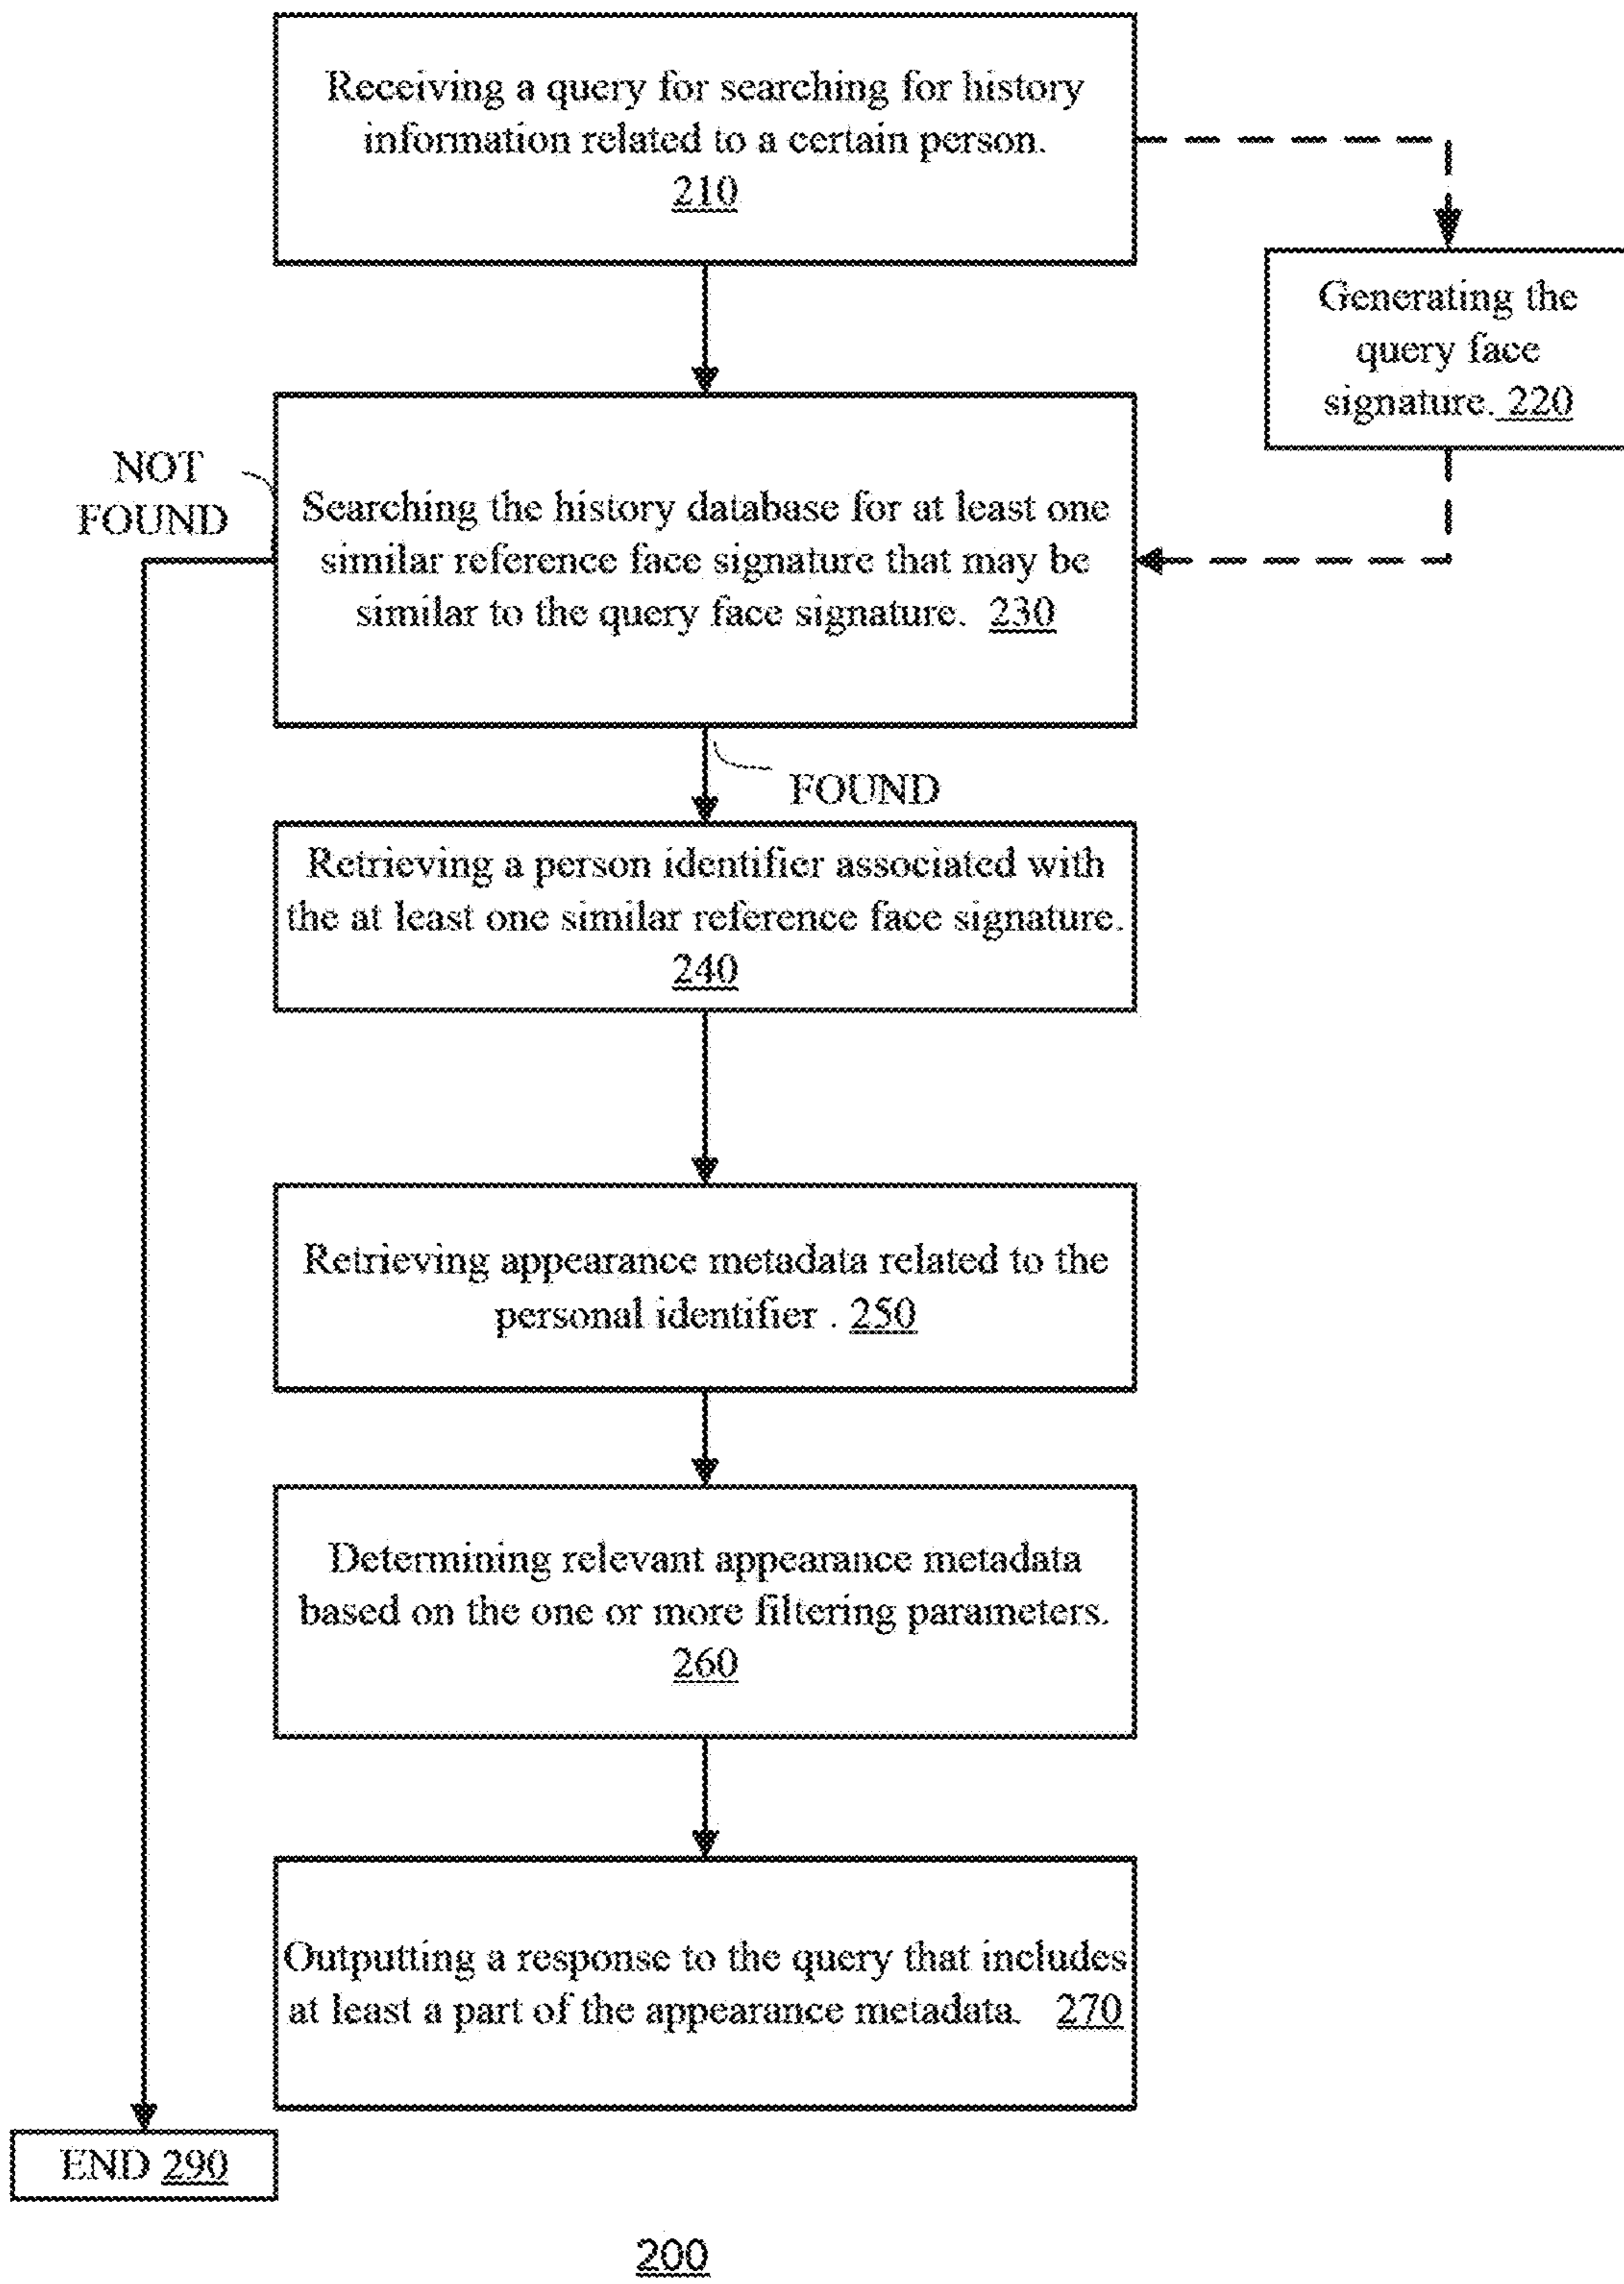 Receiving a query for searching for history
information related to a certain person.
210
Generating the
query face
signature. 220
NOT
FOUND
Searching the history database for at least one
similar reference face signature that may be
similar to the query face signature. 230
FOUND
Retrieving a person identifier associated with
the at least one similar reference face signature.
240
Retrieving appearance metadata related to the
personal identifier . 250
Determining relevant appearance metadata
based on the one or more filtering parameters.
260
Outputting a response to the query that includes
at least a part of the appearance metadata. 270
END 290
200